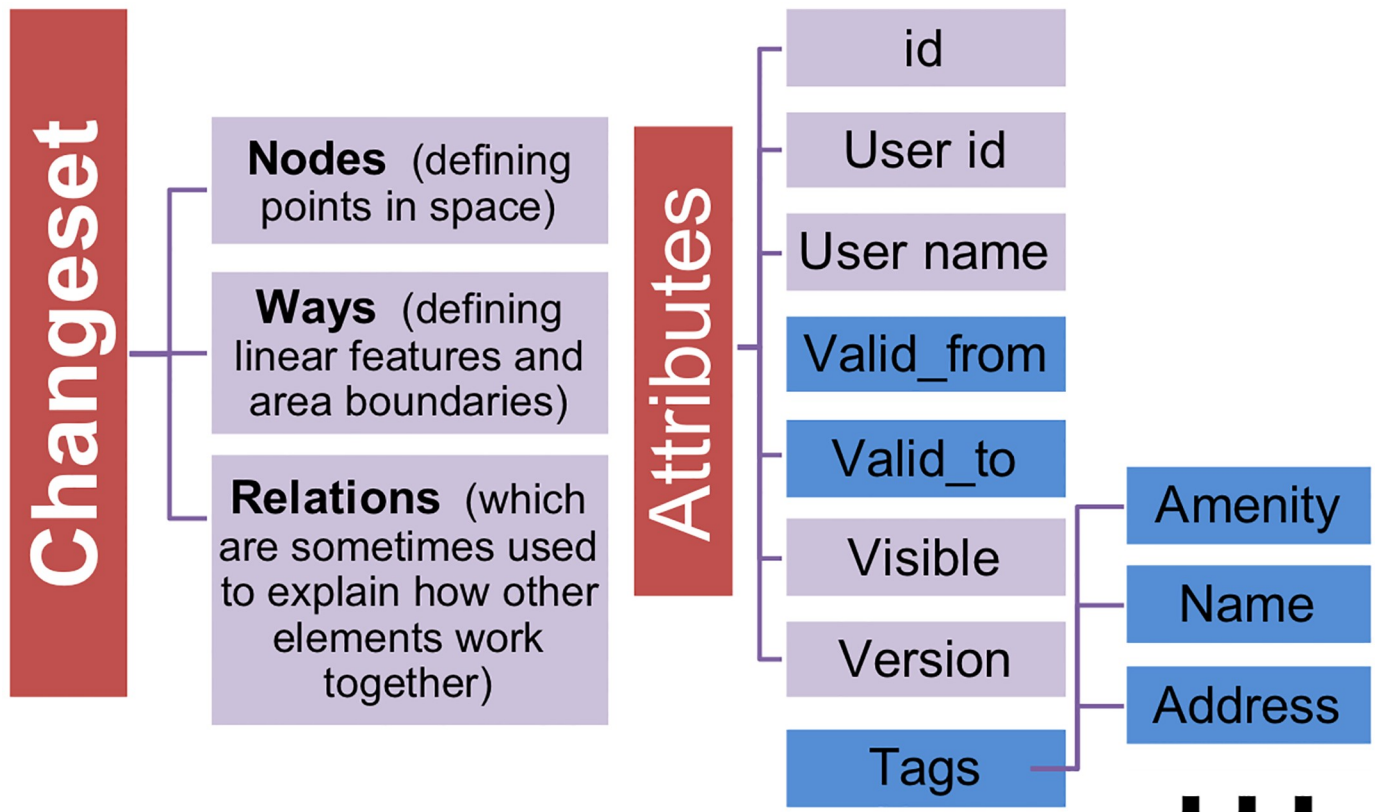 Changeset
Nodes (defining
points in space)
Ways (defining
linear features and
area boundaries)
Relations (which
are sometimes used
to explain how other
elements work
together)
Attributes
id
User id
User name
Valid_from
Valid_to
Visible
Version
Tags
Amenity
Name
Address
...